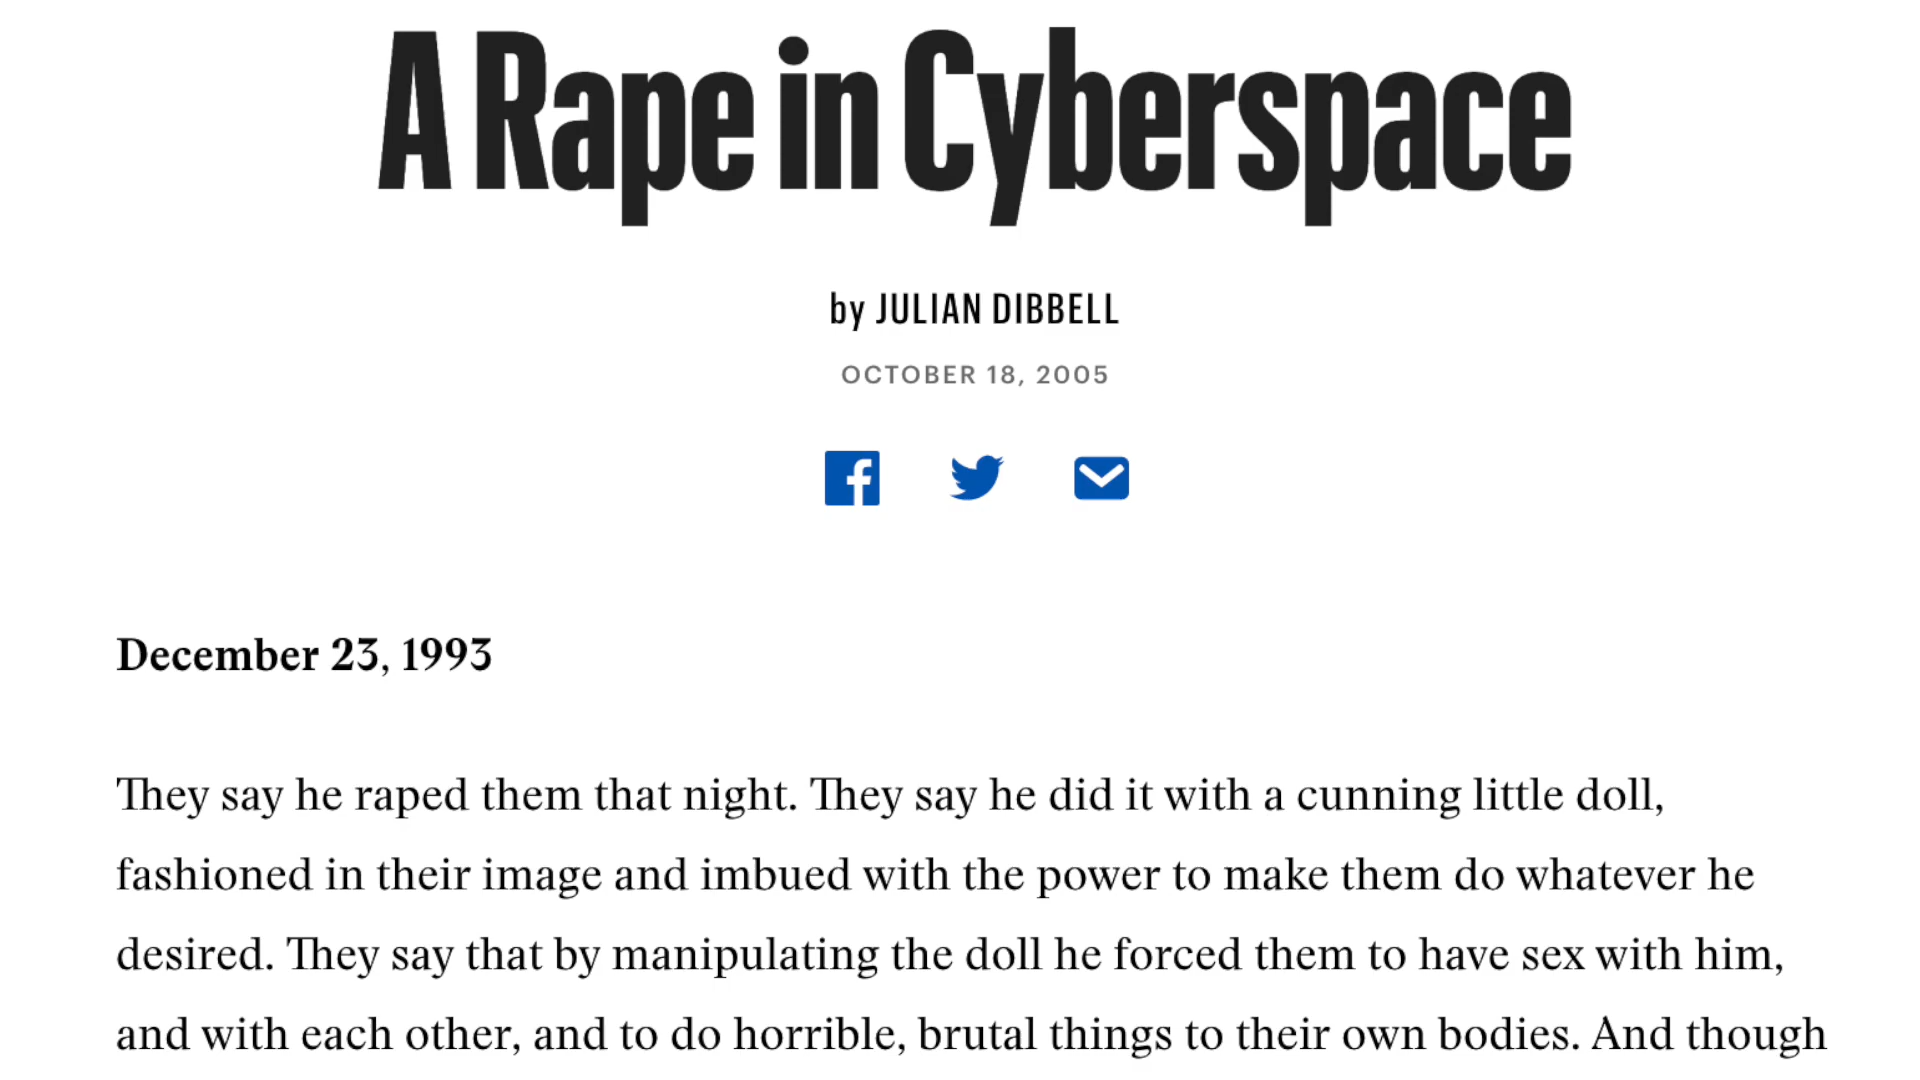 A Rape in Cyberspace
by JULIAN DIBBELL
OCTOBER 18, 2005
December 23, 1993
They say he raped them that night. They say he did it with a cunning little doll,
fashioned in their image and imbued with the power to make them do whatever he
desired. They say that by manipulating the doll he forced them to have sex with him,
and with each other, and to do horrible, brutal things to their own bodies. And though